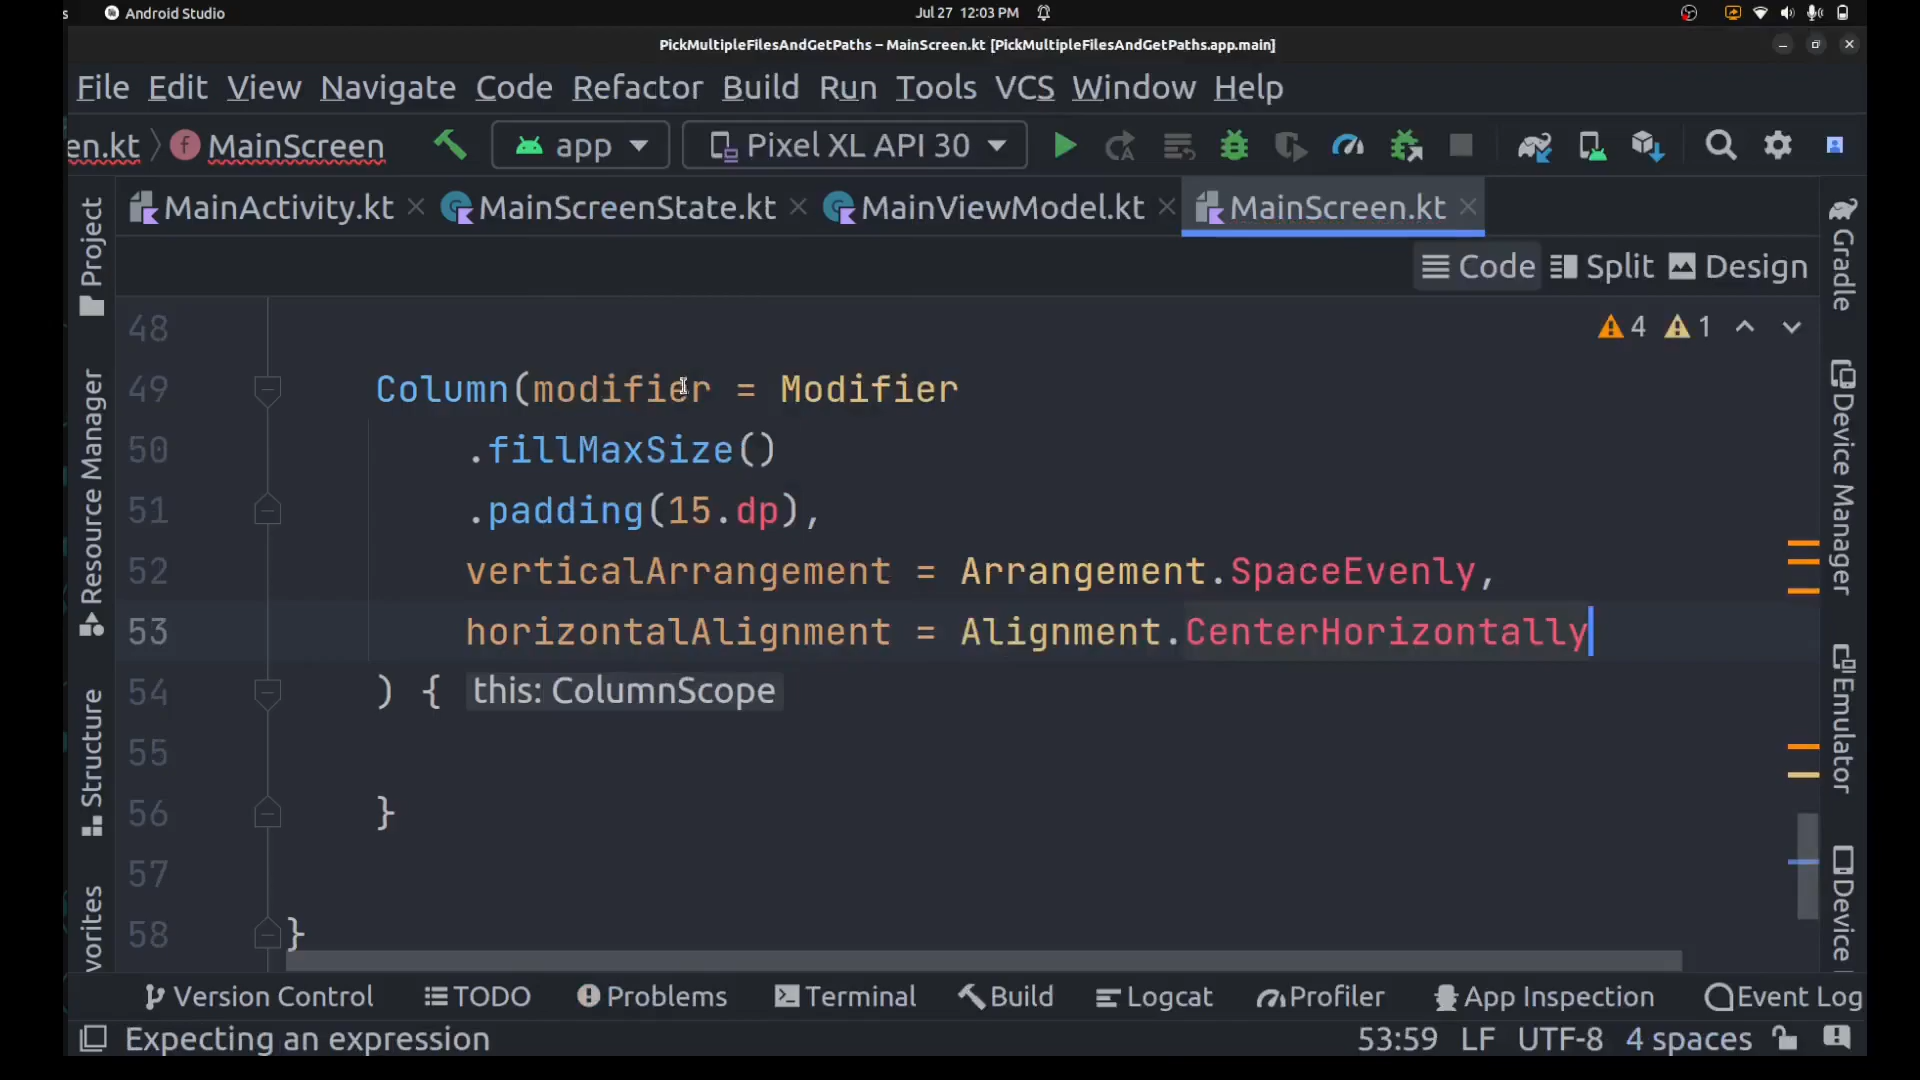 s Android Studio Jul 27 12:03 PM
PickMultipleFilesAndGetPaths – MainScreen.kt [PickMultipleFilesAndGetPaths.app.main]
File Edit View Navigate Code Refactor Build Run Tools VCS Window Help
en.kt MainScreen app Pixel XL API 30
MainActivity.kt MainScreenState.kt MainViewModel.kt MainScreen.kt
Code Split Design
4 1
Project
Resource Manager
Structure
vorites
48
49 Column(modifier = Modifier
50 .fillMaxSize()
51 .padding(15.dp),
52 verticalArrangement = Arrangement.SpaceEvenly,
53 horizontalAlignment = Alignment.CenterHorizontally
54 ) { this: ColumnScope
55
56 }
57
58 }
Gradle
Device Manager
Emulator
Device
Version Control TODO Problems Terminal Build Logcat Profiler App Inspection Event Log
Expecting an expression 53:59 LF UTF-8 4 spaces